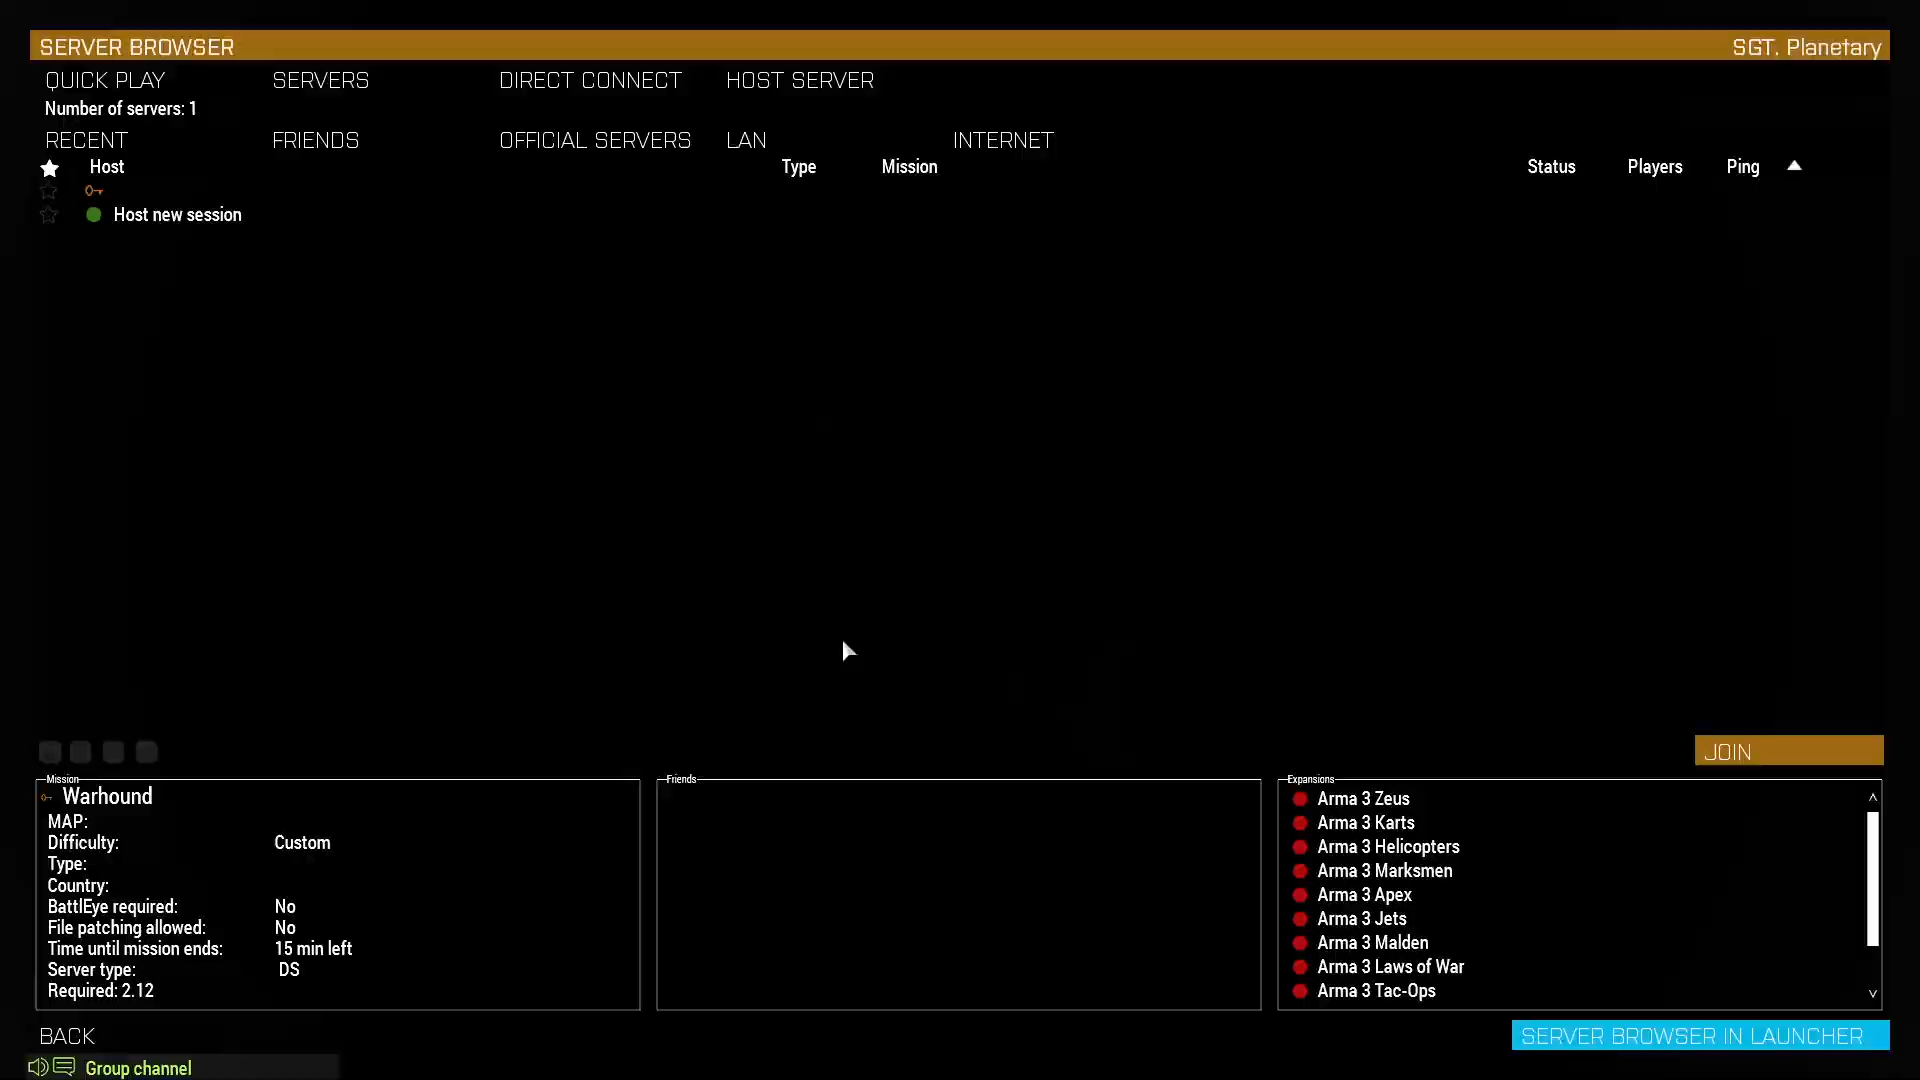 SERVER BROWSER SGT. Planetary
QUICK PLAY SERVERS DIRECT CONNECT HOST SERVER
Number of servers: 1
RECENT FRIENDS OFFICIAL SERVERS LAN INTERNET
Host Type Mission Status Players Ping
Host new session
JOIN
Mission
Warhound
MAP:
Difficulty: Custom
Type:
Country:
BattlEye required: No
File patching allowed: No
Time until mission ends: 15 min left
Server type: DS
Required: 2.12
Friends
Expansions
Arma 3 Zeus
Arma 3 Karts
Arma 3 Helicopters
Arma 3 Marksmen
Arma 3 Apex
Arma 3 Jets
Arma 3 Malden
Arma 3 Laws of War
Arma 3 Tac-Ops
BACK SERVER BROWSER IN LAUNCHER
Group channel